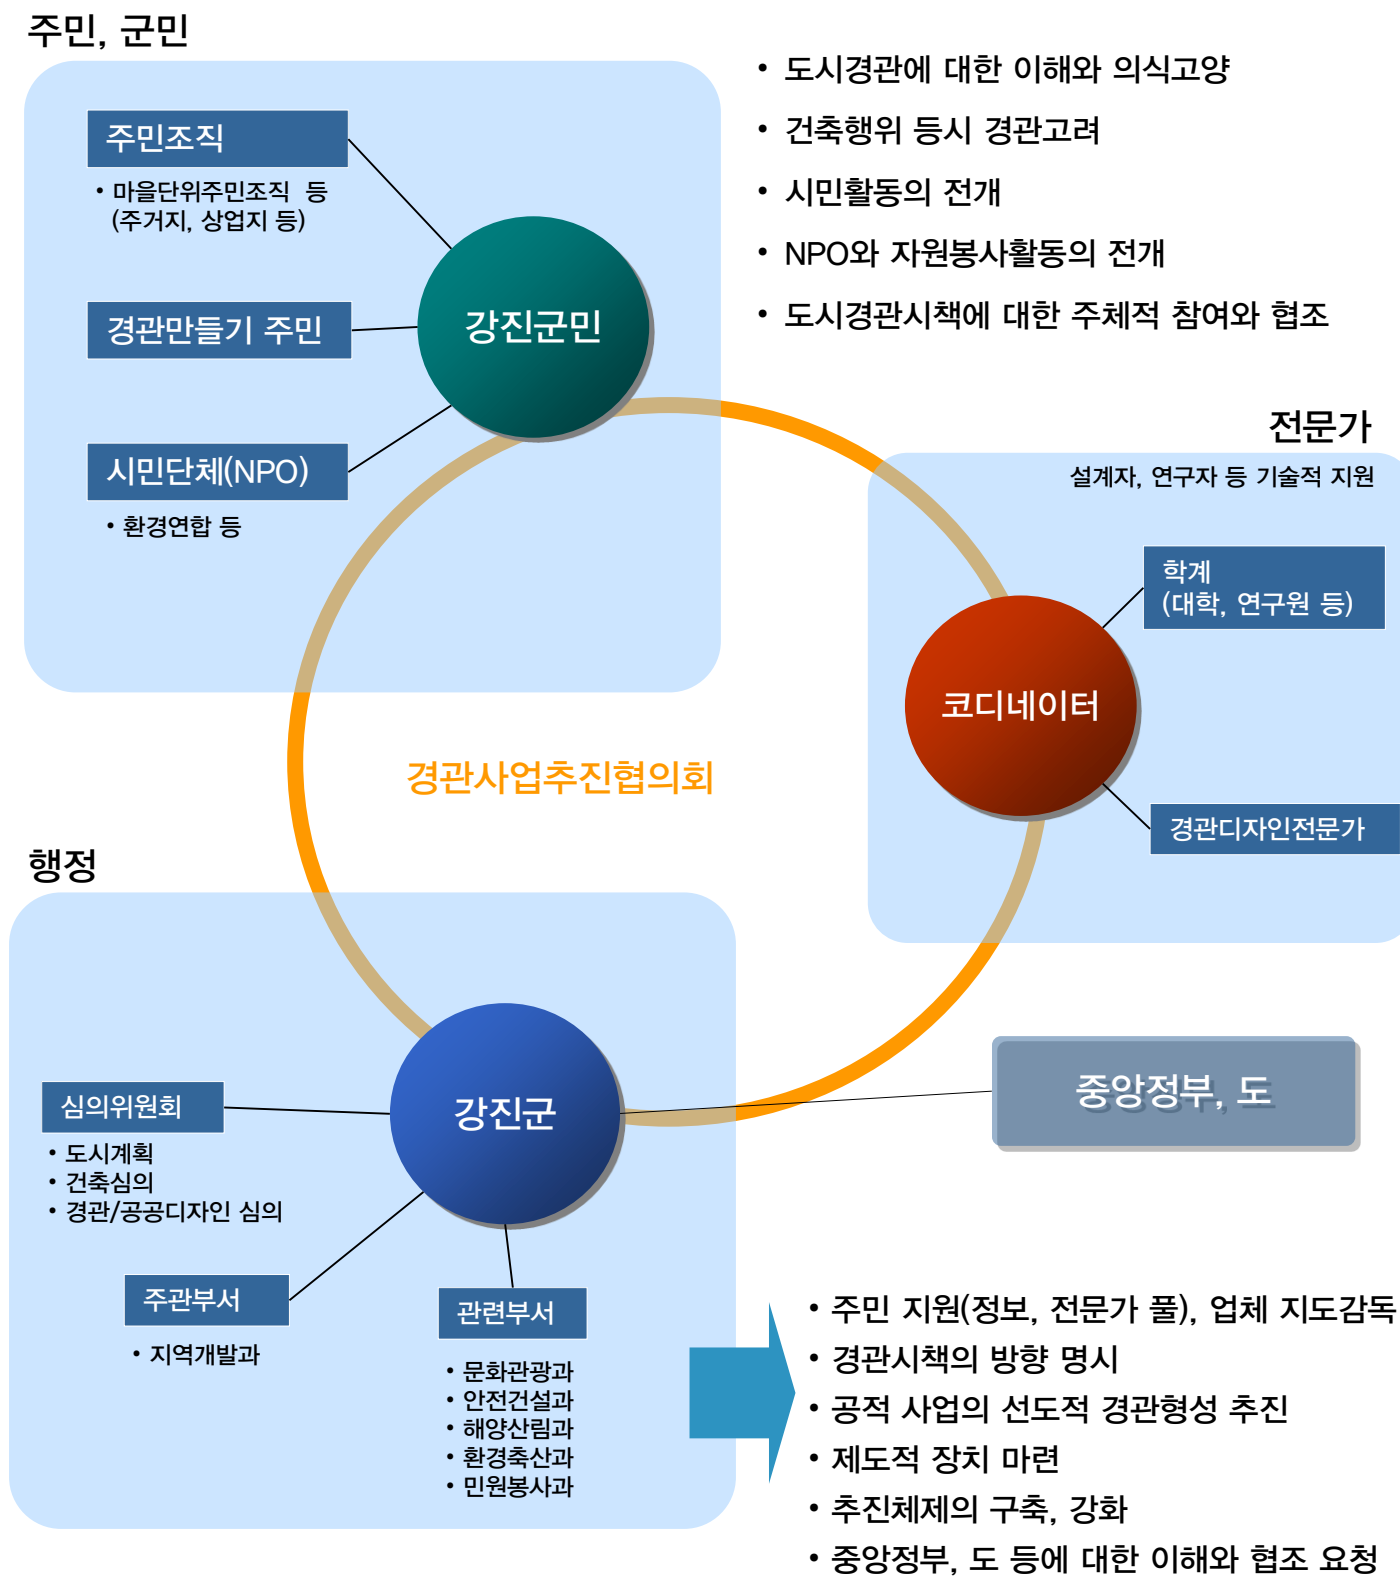 주민, 군민
주민조직
• 마을단위주민조직 등
(주거지, 상업지 등)
경관만들기 주민
시민단체(NPO)
• 환경연합 등
강진군민
• 도시경관에 대한 이해와 의식고양
• 건축행위 등시 경관고려
• 시민활동의 전개
• NPO와 자원봉사활동의 전개
• 도시경관시책에 대한 주체적 참여와 협조
전문가
설계자, 연구자 등 기술적 지원
학계
(대학, 연구원 등)
코디네이터
경관디자인전문가
경관사업추진협의회
행정
강진군
중앙정부, 도
심의위원회
• 도시계획
• 건축심의
• 경관/공공디자인 심의
주관부서
• 지역개발과
관련부서
• 문화관광과
• 안전건설과
• 해양산림과
• 환경축산과
• 민원봉사과
• 주민 지원(정보, 전문가 풀), 업체 지도감독
• 경관시책의 방향 명시
• 공적 사업의 선도적 경관형성 추진
• 제도적 장치 마련
• 추진체제의 구축, 강화
• 중앙정부, 도 등에 대한 이해와 협조 요청